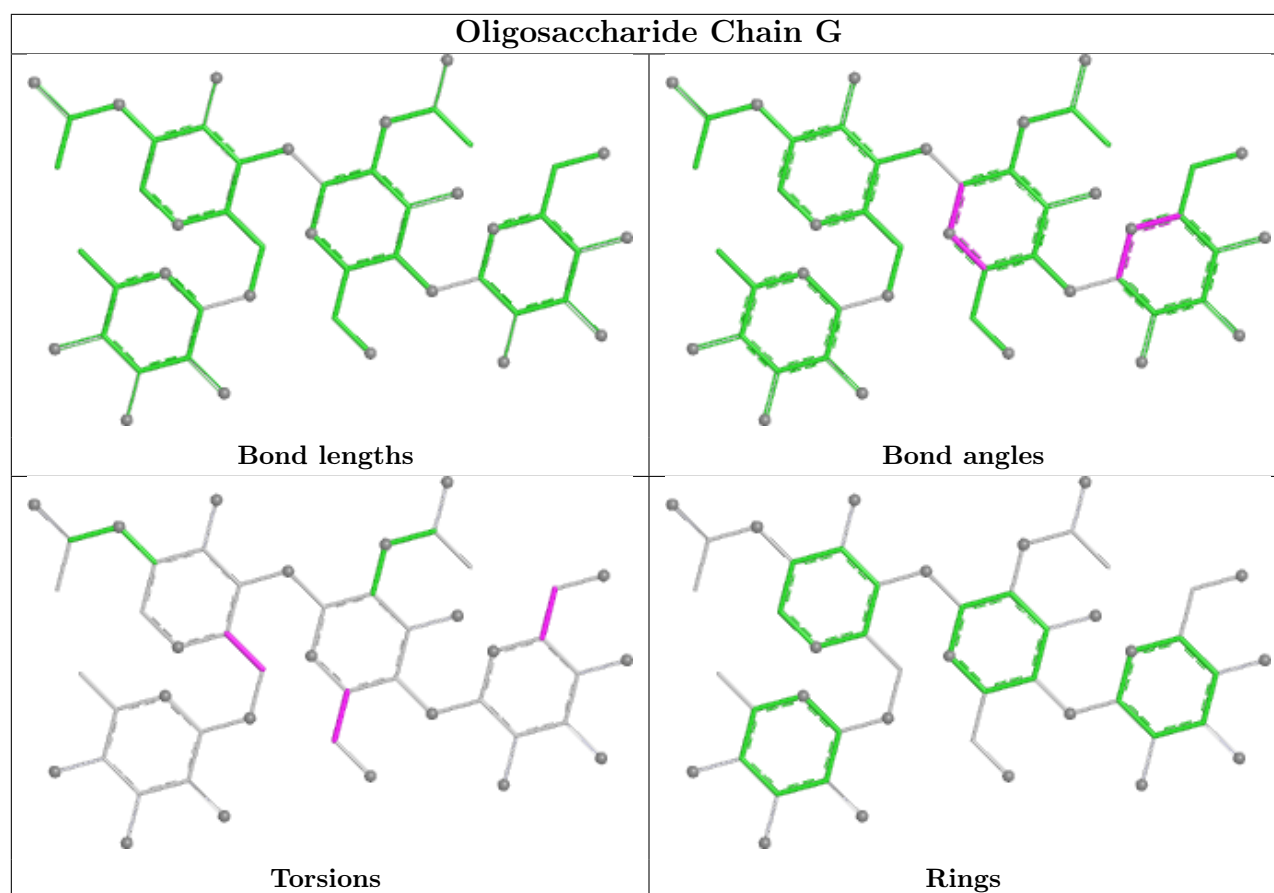 Oligosaccharide Chain G
Bond lengths
Bond angles
Torsions
Rings